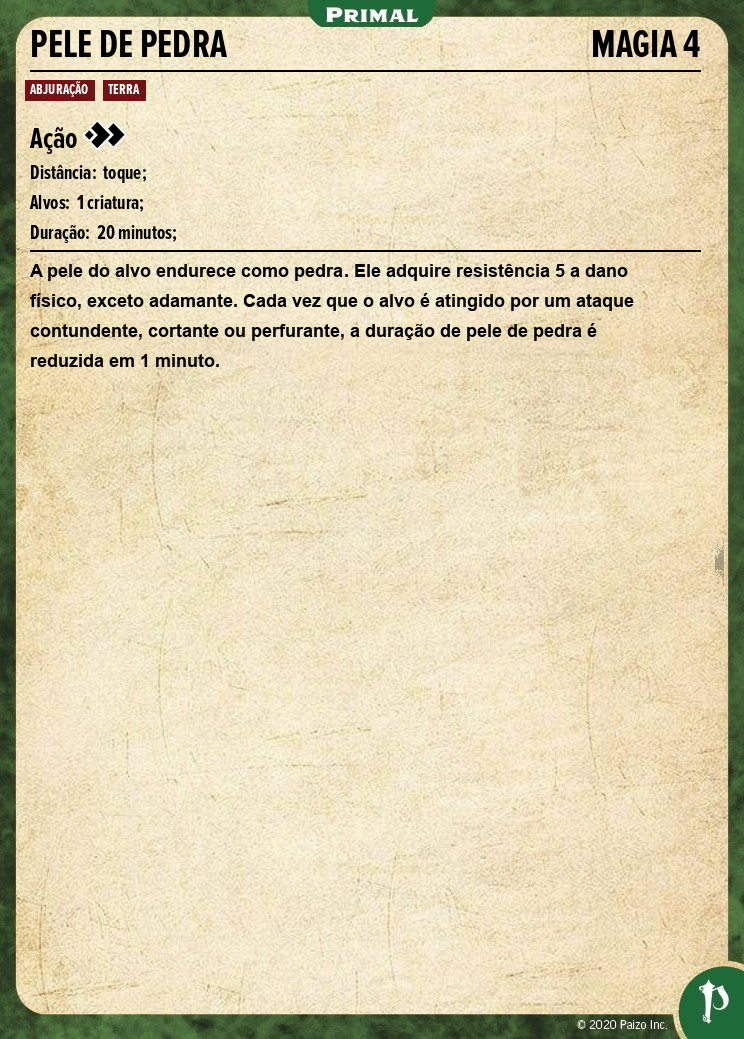 PRIMAL
PELE DE PEDRA MAGIA 4
ABJURAÇÃO TERRA
Ação
Distância: toque;
Alvos: 1 criatura;
Duração: 20 minutos;
A pele do alvo endurece como pedra. Ele adquire resistência 5 a dano
físico, exceto adamante. Cada vez que o alvo é atingido por um ataque
contundente, cortante ou perfurante, a duração de pele de pedra é
reduzida em 1 minuto.
© 2020 Paizo Inc.